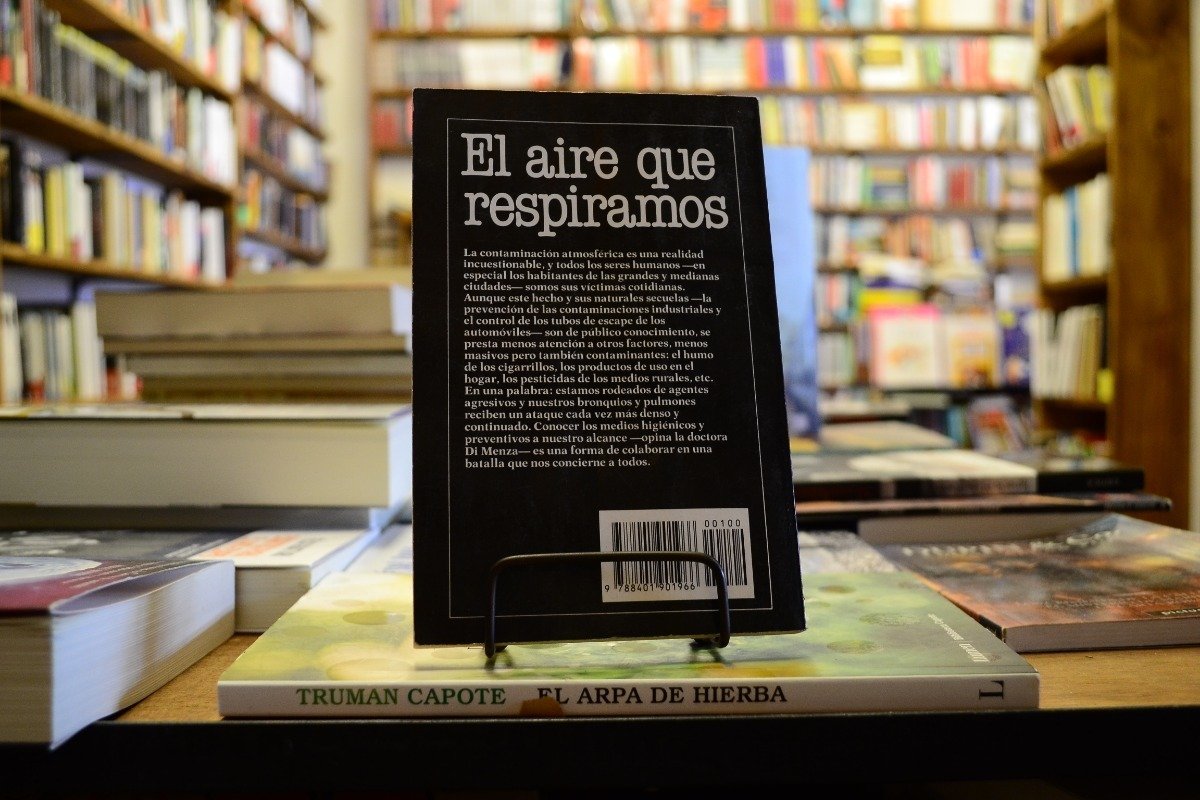 El aire que
respiramos
La contaminación atmosférica es una realidad
incuestionable, y todos los seres humanos —en
especial los habitantes de las grandes y medianas
ciudades— somos sus víctimas cotidianas.
Aunque este hecho y sus naturales secuelas —la
prevención de las contaminaciones industriales y
el control de los tubos de escape de los
automóviles— son de público conocimiento, se
presta menos atención a otros factores, menos
masivos pero también contaminantes: el humo
de los cigarrillos, los productos de uso en el
hogar, los pesticidas de los medios rurales, etc.
En una palabra: estamos rodeados de agentes
agresivos y nuestros bronquios y pulmones
reciben un ataque cada vez más denso y
continuado. Conocer los medios higiénicos y
preventivos a nuestro alcance —opina la doctora
Di Menza— es una forma de colaborar en una
batalla que nos concierne a todos.
00100
9 788401 901966
TRUMAN CAPOTE EL ARPA DE HIERBA L